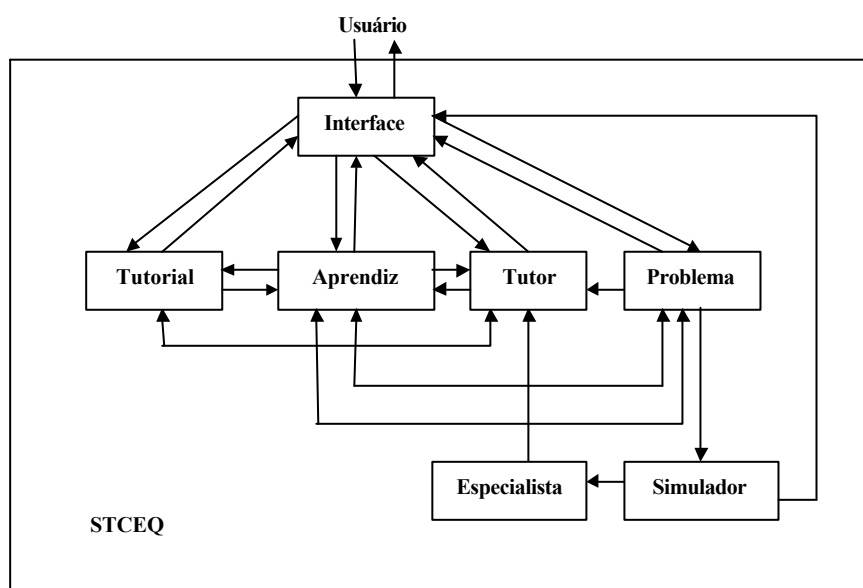 Usuário
Interface
Tutorial
Aprendiz
Tutor
Problema
Especialista
Simulador
STCEQ